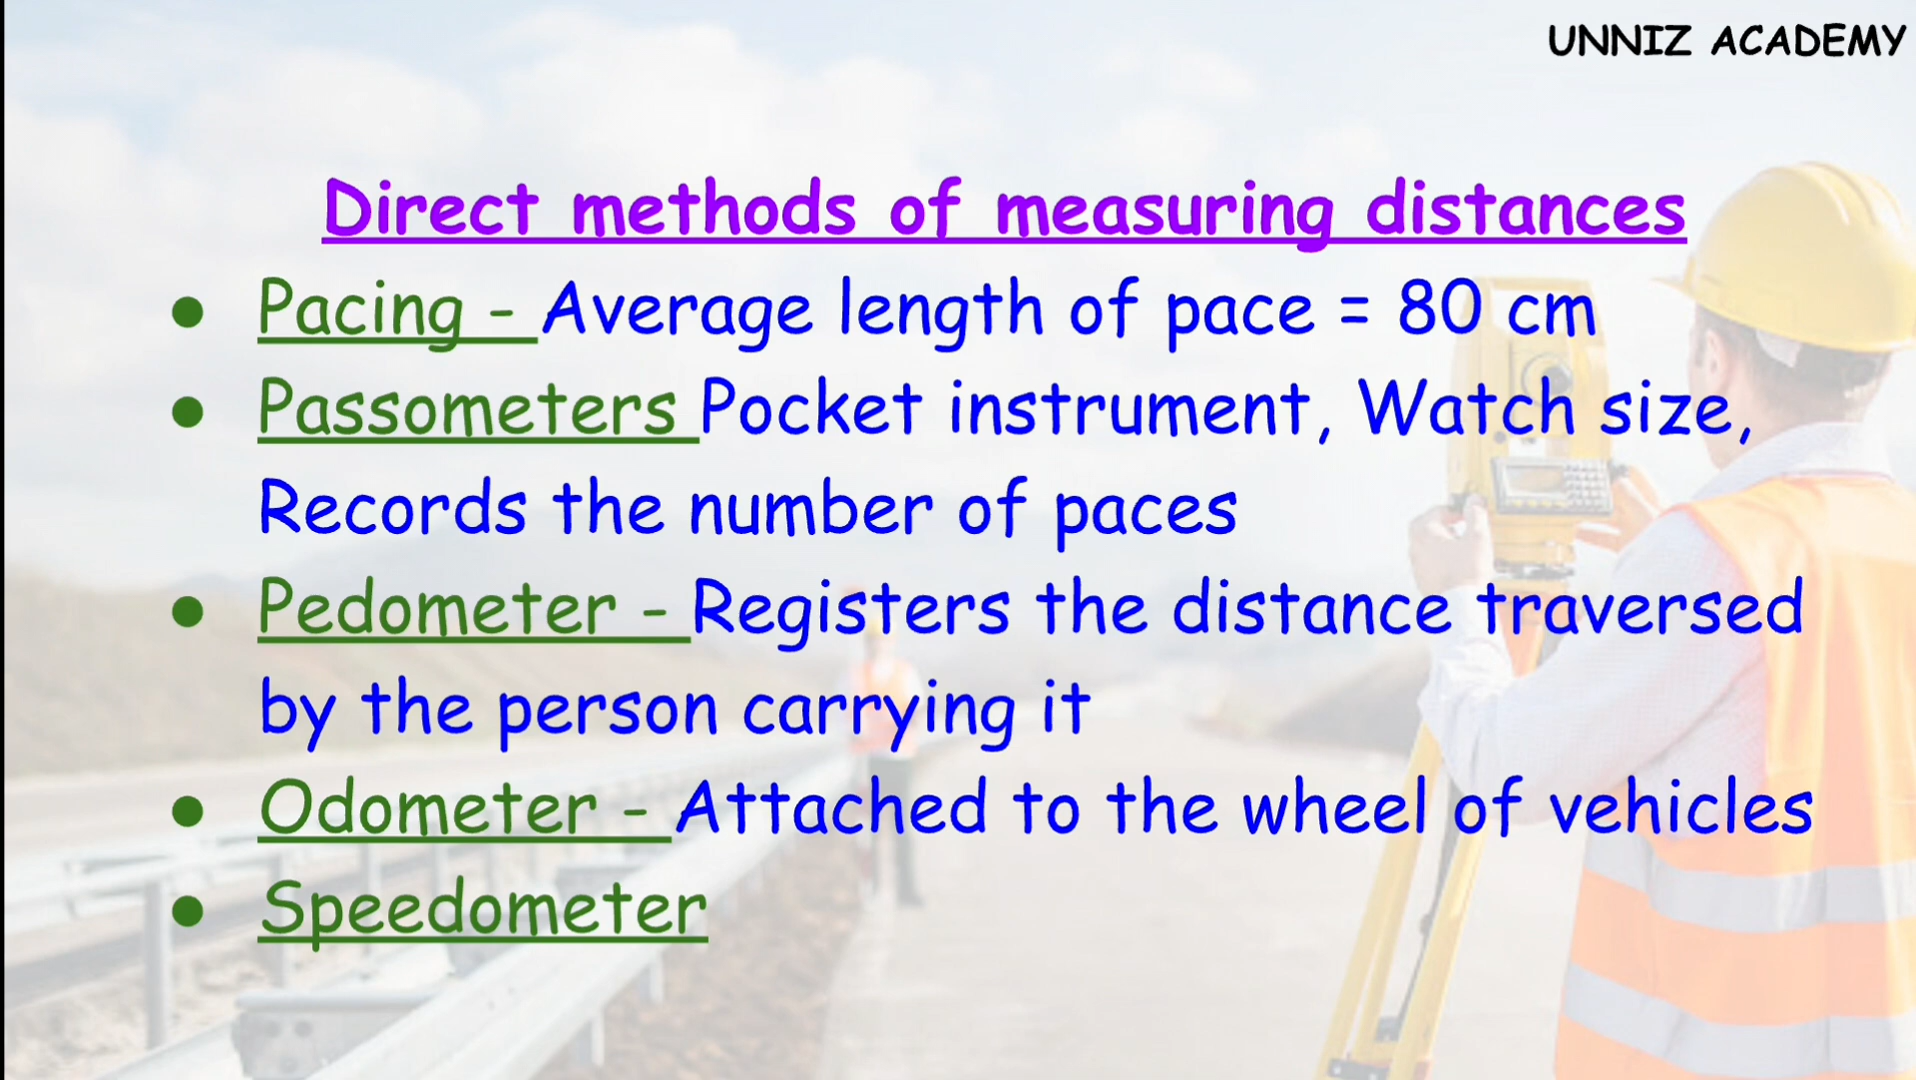 UNNIZ ACADEMY
Direct methods of measuring distances
● Pacing - Average length of pace = 80 cm
● Passometers Pocket instrument, Watch size,
Records the number of paces
● Pedometer - Registers the distance traversed
by the person carrying it
● Odometer - Attached to the wheel of vehicles
● Speedometer